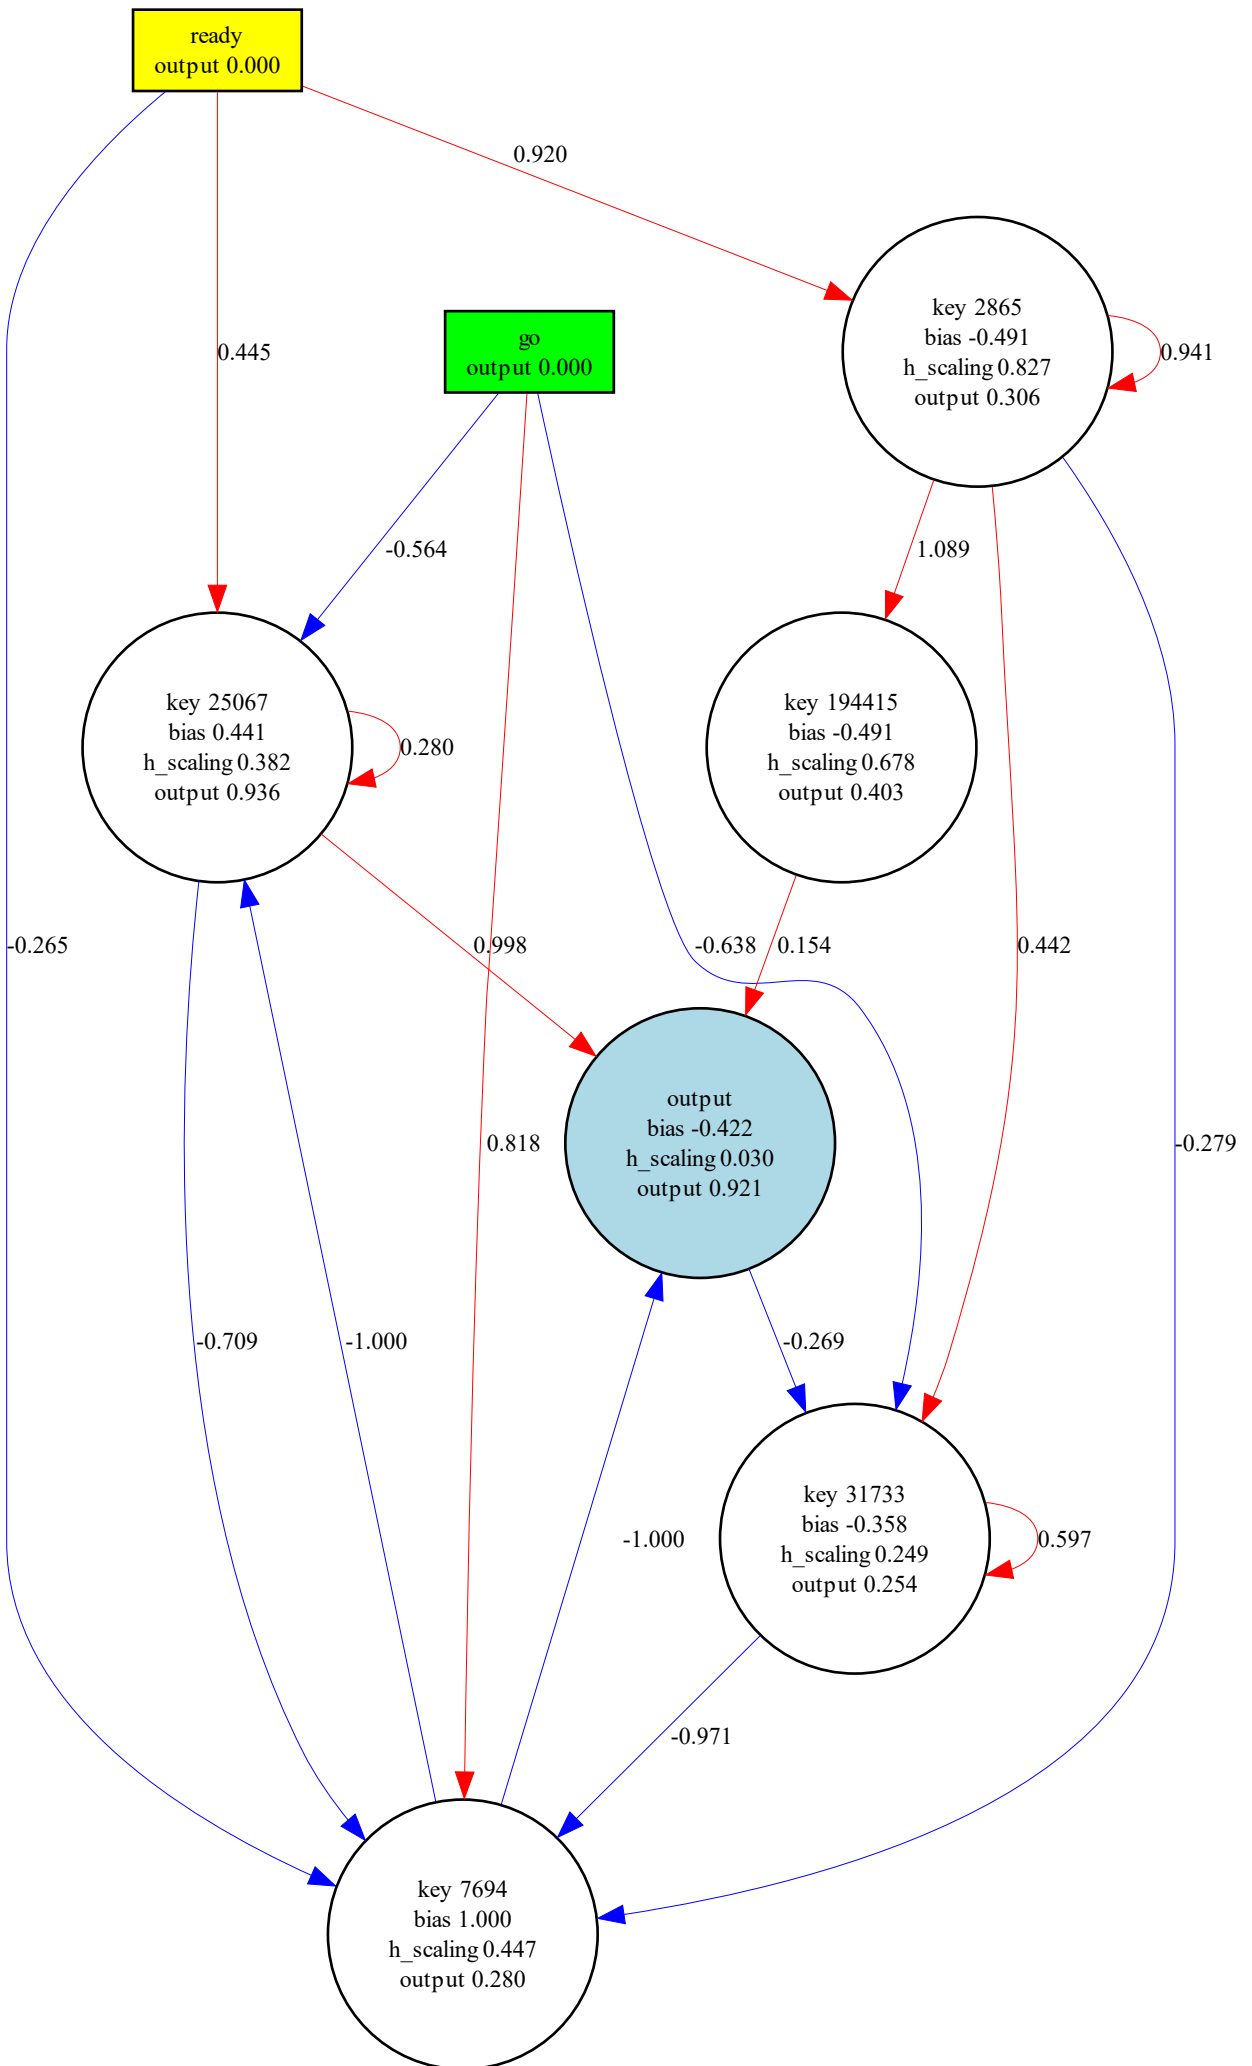 ready
output 0.000
0.920
key 2865
bias -0.491
h_scaling 0.827
output 0.306
0.941
go
output 0.000
0.445
-0.564
1.089
key 25067
bias 0.441
h_scaling 0.382
output 0.936
0.280
key 194415
bias -0.491
h_scaling 0.678
output 0.403
-0.265
0.998
-0.638
0.154
0.442
output
bias -0.422
h_scaling 0.030
output 0.921
0.818
-0.279
-0.709
-1.000
-0.269
-1.000
key 31733
bias -0.358
h_scaling 0.249
output 0.254
0.597
-0.971
key 7694
bias 1.000
h_scaling 0.447
output 0.280